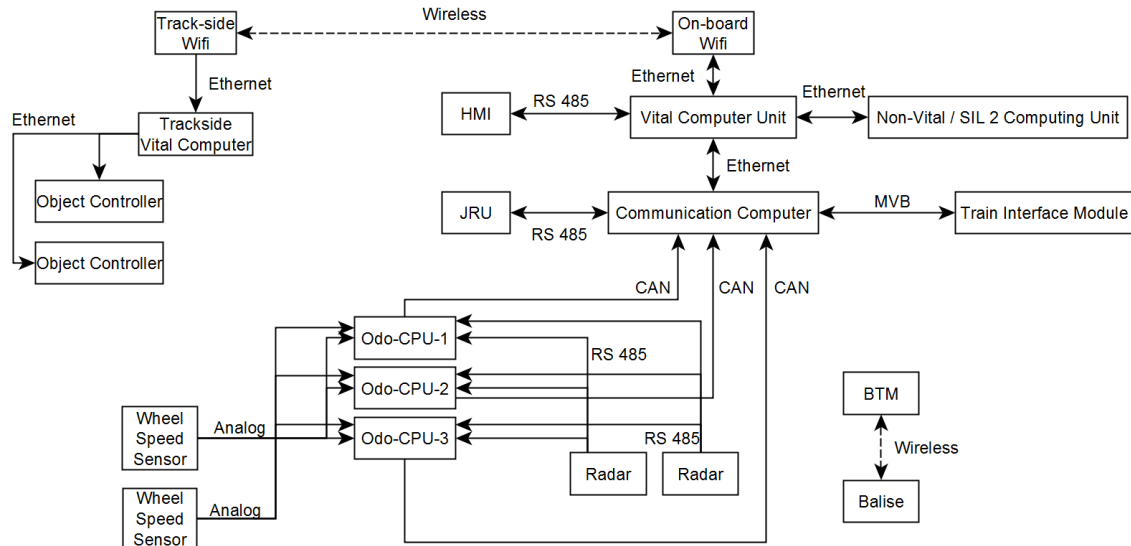 Wireless
Track-side
Wifi
On-board
Wifi
Ethernet
Ethernet
Ethernet
Ethernet
HMI
RS 485
Vital Computer Unit
Non-Vital / SIL 2 Computing Unit
Trackside
Vital Computer
Ethernet
Object Controller
JRU
RS 485
Communication Computer
MVB
Train Interface Module
Object Controller
CAN
CAN
CAN
Odo-CPU-1
RS 485
Odo-CPU-2
BTM
Wheel
Speed
Sensor
Analog
Odo-CPU-3
RS 485
Wireless
Radar
Radar
Balise
Wheel
Speed
Sensor
Analog